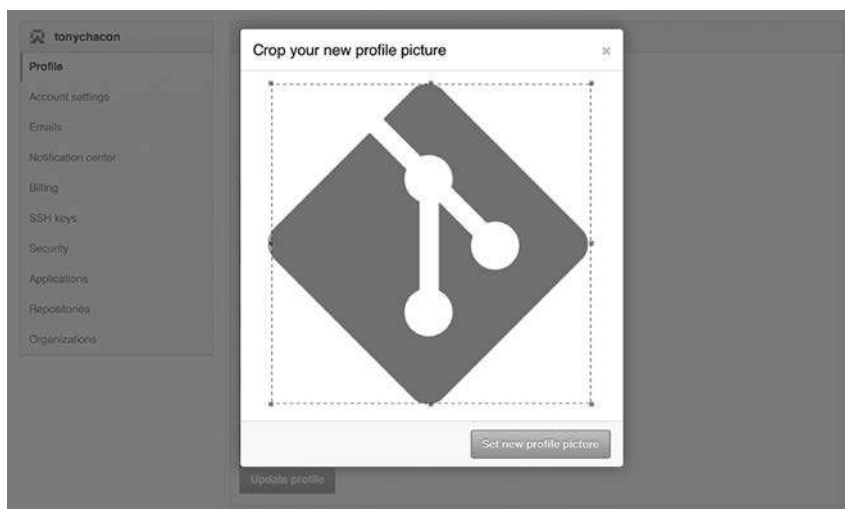 tonychacon
Profile
Account settings
Emails
Notification center
Billing
SSH keys
Security
Applications
Repositories
Organizations
Crop your new profile picture
×
Set new profile picture
Update profile